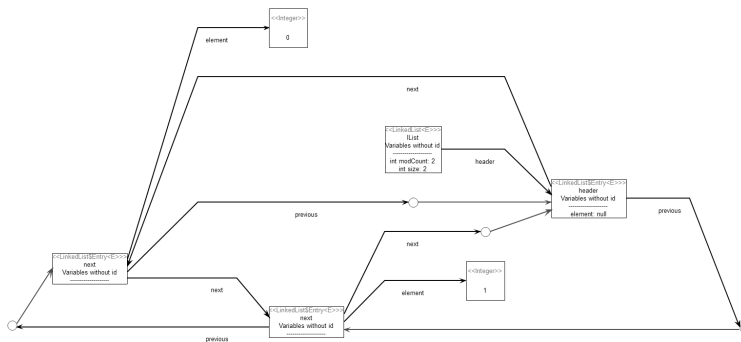 <<Integer>>
0
element
next
<<LinkedList<E>>>
lList
Variables without id
-------------------
int modCount: 2
int size: 2
header
<<LinkedList$Entry<E>>>
header
Variables without id
-------------------
element: null
previous
previous
next
<<LinkedList$Entry<E>>>
next
Variables without id
-------------------
<<Integer>>
1
element
next
<<LinkedList$Entry<E>>>
next
Variables without id
-------------------
previous